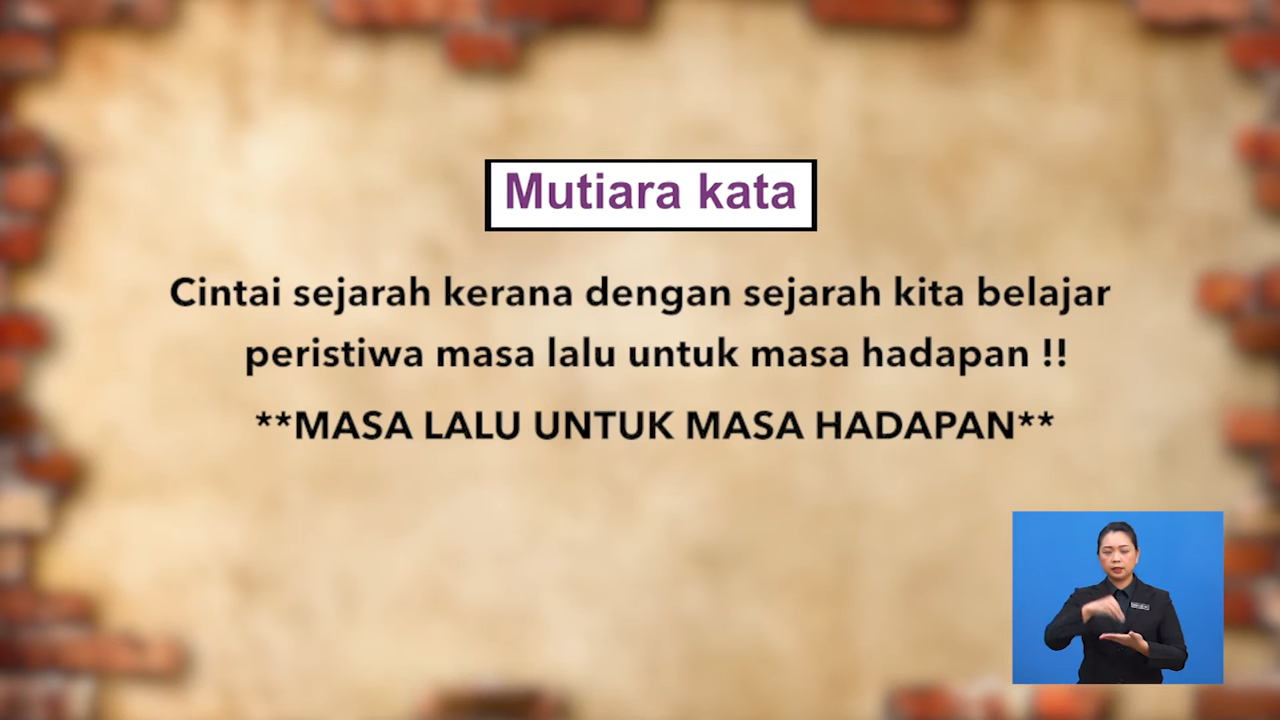 Mutiara kata
Cintai sejarah kerana dengan sejarah kita belajar
peristiwa masa lalu untuk masa hadapan !!
**MASA LALU UNTUK MASA HADAPAN**